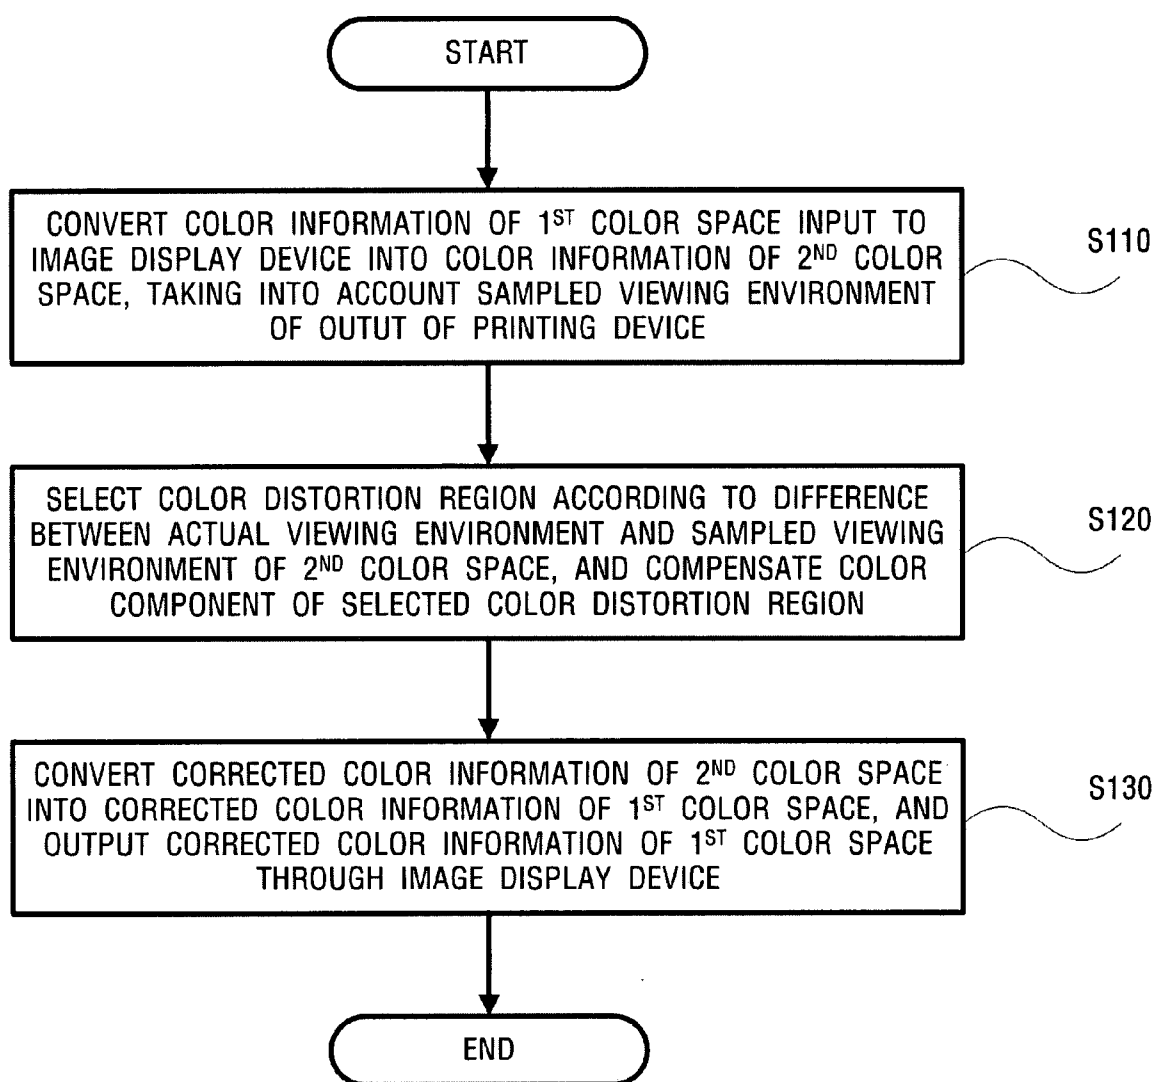 START
CONVERT COLOR INFORMATION OF 1ST COLOR SPACE INPUT TO
IMAGE DISPLAY DEVICE INTO COLOR INFORMATION OF 2ND COLOR
SPACE, TAKING INTO ACCOUNT SAMPLED VIEWING ENVIRONMENT
OF OUTUT OF PRINTING DEVICE
S110
SELECT COLOR DISTORTION REGION ACCORDING TO DIFFERENCE
BETWEEN ACTUAL VIEWING ENVIRONMENT AND SAMPLED VIEWING
ENVIRONMENT OF 2ND COLOR SPACE, AND COMPENSATE COLOR
COMPONENT OF SELECTED COLOR DISTORTION REGION
S120
CONVERT CORRECTED COLOR INFORMATION OF 2ND COLOR SPACE
INTO CORRECTED COLOR INFORMATION OF 1ST COLOR SPACE, AND
OUTPUT CORRECTED COLOR INFORMATION OF 1ST COLOR SPACE
THROUGH IMAGE DISPLAY DEVICE
S130
END